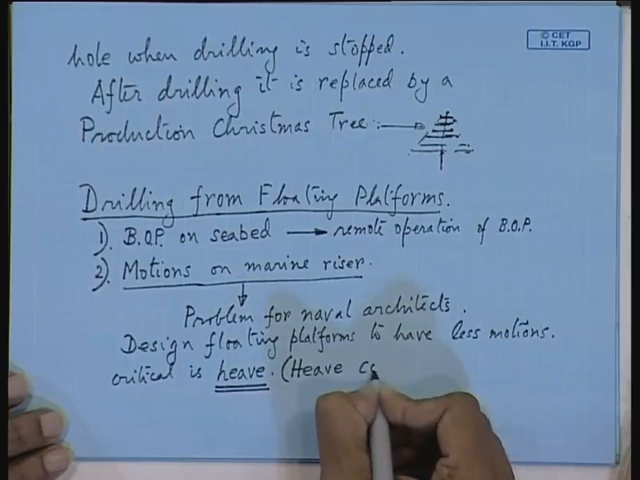 © CET
I.I.T. KGP
hole when drilling is stopped.
After drilling it is replaced by a
Production Christmas Tree:
Drilling from Floating Platforms.
1). B.O.P. on seabed → remote operation of B.O.P.
2). Motions on marine riser.
Problem for naval architects.
Design floating platforms to have less motions.
critical is heave. (Heave co